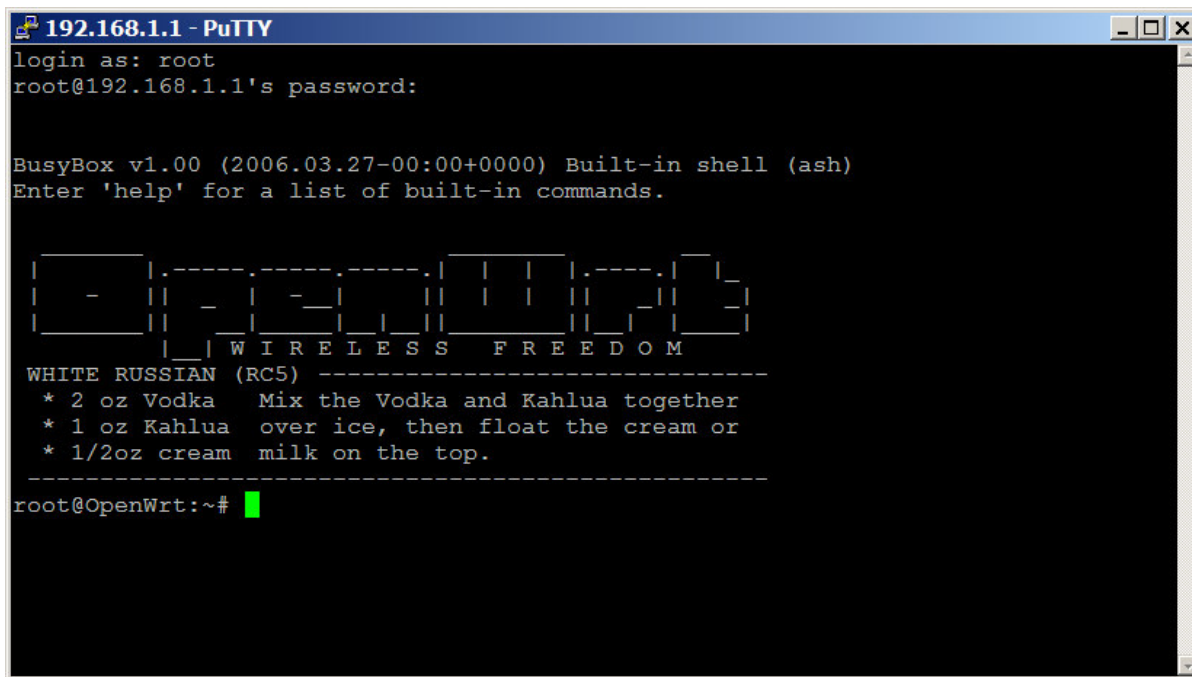 192.168.1.1 - PuTTY
login as: root
root@192.168.1.1's password:
BusyBox v1.00 (2006.03.27-00:00+0000) Built-in shell (ash)
Enter 'help' for a list of built-in commands.
OpenWrt
W I R E L E S S   F R E E D O M
WHITE RUSSIAN (RC5) -------------------------------
* 2 oz Vodka   Mix the Vodka and Kahlua together
* 1 oz Kahlua  over ice, then float the cream or
* 1/2oz cream  milk on the top.
---------------------------------------------------
root@OpenWrt:~#